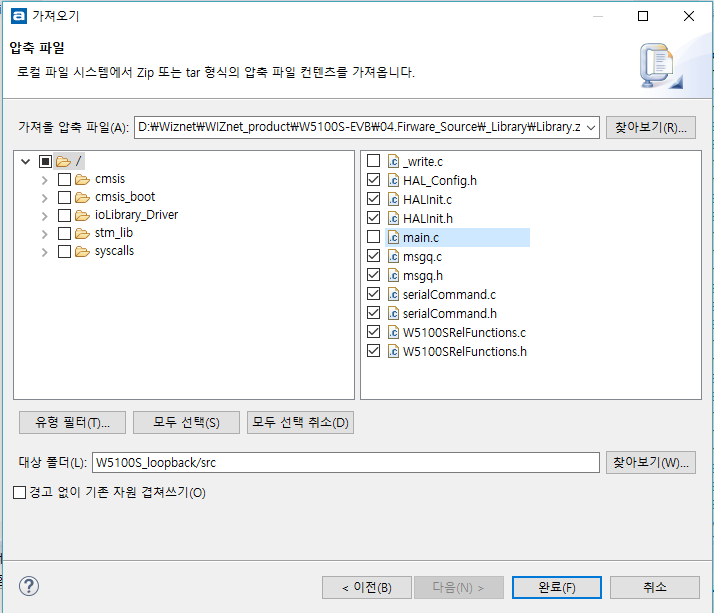 가져오기
압축 파일
로컬 파일 시스템에서 Zip 또는 tar 형식의 압축 파일 컨텐츠를 가져옵니다.
가져올 압축 파일(A): D:₩Wiznet₩WIZnet_product₩W5100S-EVB₩04.Firware_Source₩_Library₩Library.z 찾아보기(R)...
/
cmsis
cmsis_boot
ioLibrary_Driver
stm_lib
syscalls
_write.c
HAL_Config.h
HALInit.c
HALInit.h
main.c
msgq.c
msgq.h
serialCommand.c
serialCommand.h
W5100SRelFunctions.c
W5100SRelFunctions.h
유형 필터(T)... 모두 선택(S) 모두 선택 취소(D)
대상 폴더(L): W5100S_loopback/src 찾아보기(W)...
경고 없이 기존 자원 겹쳐쓰기(O)
? < 이전(B) 다음(N) > 완료(F) 취소